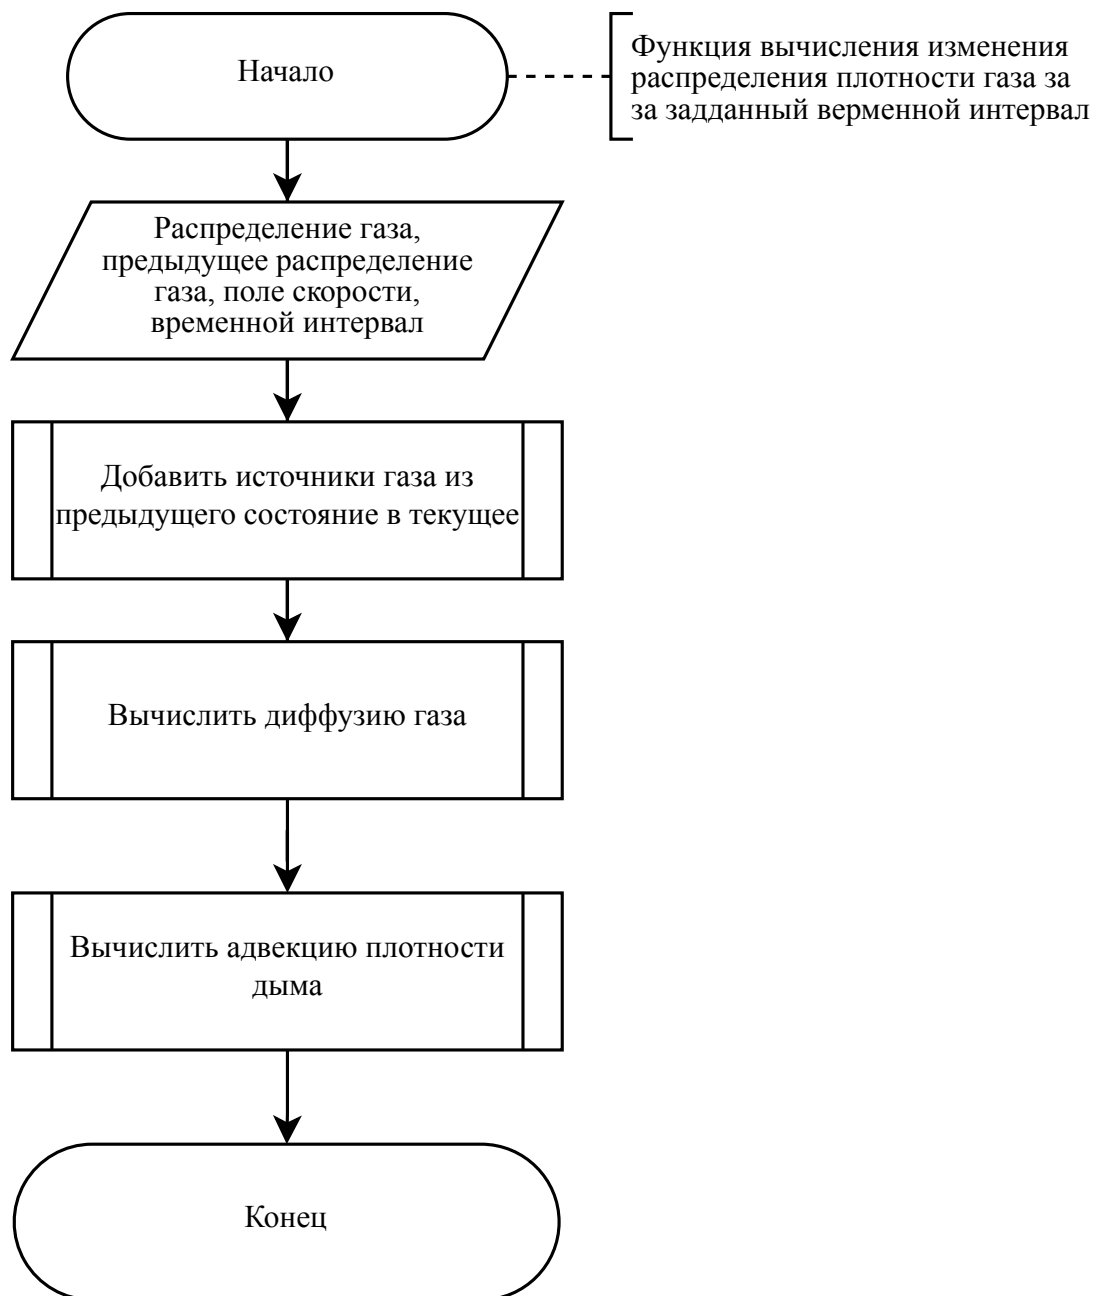 Начало
Функция вычисления изменения
распределения плотности газа за
за задданный верменной интервал
Распределение газа,
предыдущее распределение
газа, поле скорости,
временной интервал
Добавить источники газа из
предыдущего состояние в текущее
Вычислить диффузию газа
Вычислить адвекцию плотности
дыма
Конец